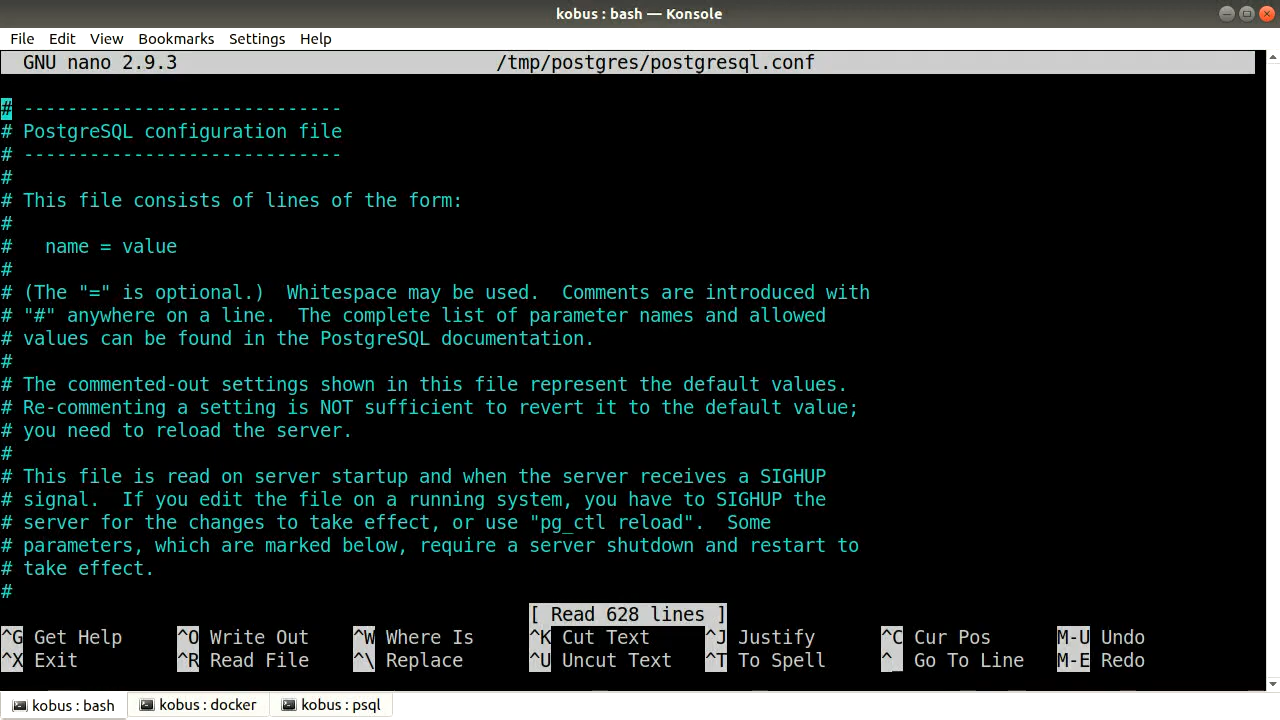 kobus : bash — Konsole
File Edit View Bookmarks Settings Help
GNU nano 2.9.3 /tmp/postgres/postgresql.conf
# -----------------------------
# PostgreSQL configuration file
# -----------------------------
#
# This file consists of lines of the form:
#
#   name = value
#
# (The "=" is optional.)  Whitespace may be used.  Comments are introduced with
# "#" anywhere on a line.  The complete list of parameter names and allowed
# values can be found in the PostgreSQL documentation.
#
# The commented-out settings shown in this file represent the default values.
# Re-commenting a setting is NOT sufficient to revert it to the default value;
# you need to reload the server.
#
# This file is read on server startup and when the server receives a SIGHUP
# signal.  If you edit the file on a running system, you have to SIGHUP the
# server for the changes to take effect, or use "pg_ctl reload".  Some
# parameters, which are marked below, require a server shutdown and restart to
# take effect.
#
[ Read 628 lines ]
^G Get Help ^O Write Out ^W Where Is ^K Cut Text ^J Justify ^C Cur Pos M-U Undo
^X Exit ^R Read File ^\ Replace ^U Uncut Text ^T To Spell ^_ Go To Line M-E Redo
kobus : bash kobus : docker kobus : psql